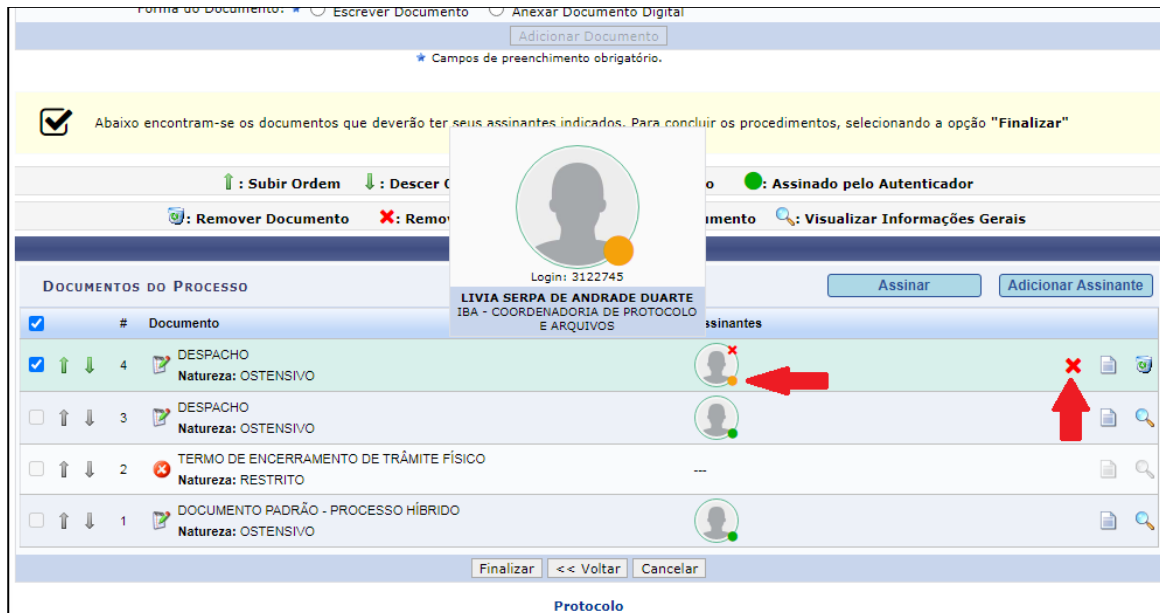 Forma do Documento: ★ Escrever Documento Anexar Documento Digital
Adicionar Documento
★ Campos de preenchimento obrigatório.
Abaixo encontram-se os documentos que deverão ter seus assinantes indicados. Para concluir os procedimentos, selecionando a opção "Finalizar"
: Subir Ordem : Descer O o : Assinado pelo Autenticador
: Remover Documento : Remov umento : Visualizar Informações Gerais
Login: 3122745
LIVIA SERPA DE ANDRADE DUARTE
IBA - COORDENADORIA DE PROTOCOLO
E ARQUIVOS
DOCUMENTOS DO PROCESSO Assinar Adicionar Assinante
# Documento ssinantes
4 DESPACHO
Natureza: OSTENSIVO
3 DESPACHO
Natureza: OSTENSIVO
2 TERMO DE ENCERRAMENTO DE TRÂMITE FÍSICO ---
Natureza: RESTRITO
1 DOCUMENTO PADRÃO - PROCESSO HÍBRIDO
Natureza: OSTENSIVO
Finalizar << Voltar Cancelar
Protocolo